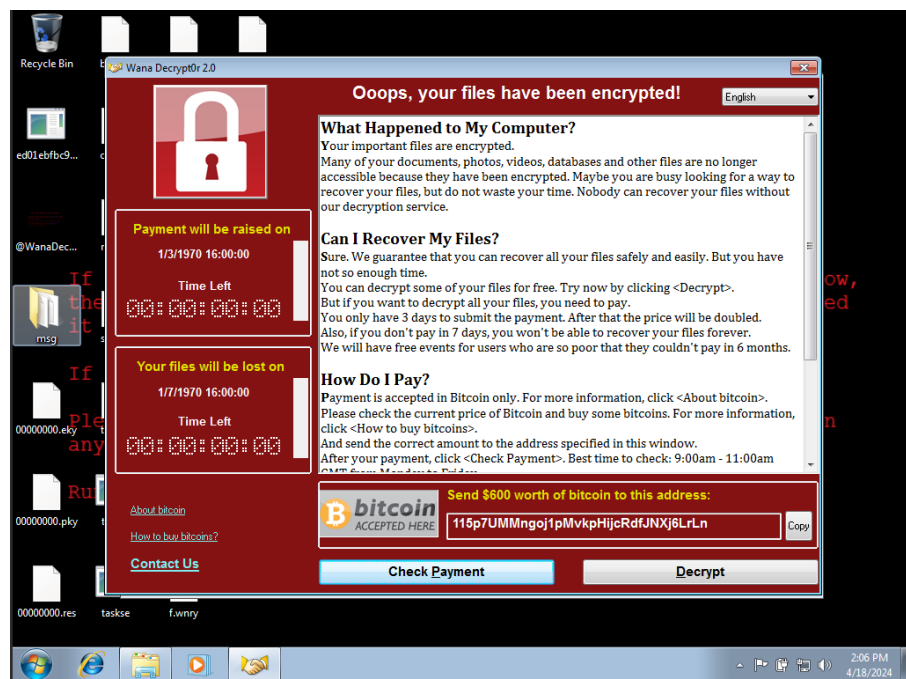 Recycle Bin
Wana Decrypt0r 2.0
Ooops, your files have been encrypted!
English
ed01ebfbc9...
@WanaDec...
msg
00000000.eky
00000000.pky
00000000.res
taskse
f.wnry
Payment will be raised on
1/3/1970 16:00:00
Time Left
00:00:00:00
Your files will be lost on
1/7/1970 16:00:00
Time Left
00:00:00:00
About bitcoin
How to buy bitcoins?
Contact Us
What Happened to My Computer?
Your important files are encrypted.
Many of your documents, photos, videos, databases and other files are no longer
accessible because they have been encrypted. Maybe you are busy looking for a way to
recover your files, but do not waste your time. Nobody can recover your files without
our decryption service.
Can I Recover My Files?
Sure. We guarantee that you can recover all your files safely and easily. But you have
not so enough time.
You can decrypt some of your files for free. Try now by clicking <Decrypt>.
But if you want to decrypt all your files, you need to pay.
You only have 3 days to submit the payment. After that the price will be doubled.
Also, if you don't pay in 7 days, you won't be able to recover your files forever.
We will have free events for users who are so poor that they couldn't pay in 6 months.
How Do I Pay?
Payment is accepted in Bitcoin only. For more information, click <About bitcoin>.
Please check the current price of Bitcoin and buy some bitcoins. For more information,
click <How to buy bitcoins>.
And send the correct amount to the address specified in this window.
After your payment, click <Check Payment>. Best time to check: 9:00am - 11:00am
GMT from Monday to Friday.
bitcoin
ACCEPTED HERE
Send $600 worth of bitcoin to this address:
115p7UMMngoj1pMvkpHijcRdfJNXj6LrLn
Copy
Check Payment
Decrypt
If
the
it
If
any
2:06 PM
4/18/2024